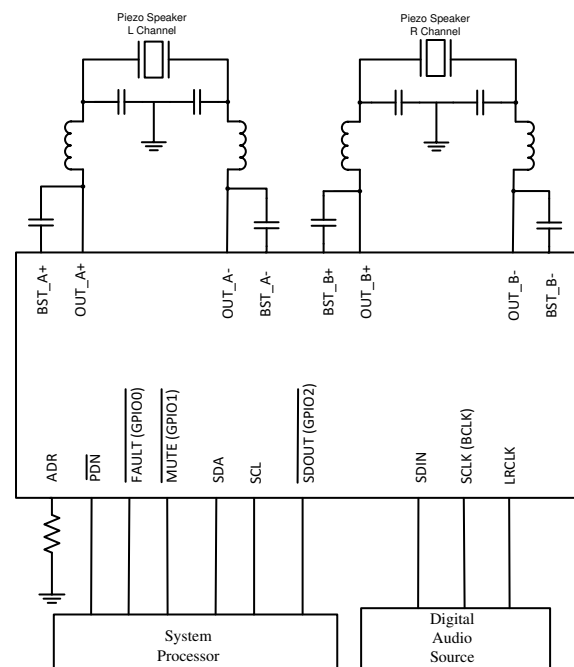 Piezo Speaker
L Channel
Piezo Speaker
R Channel
BST_A+
OUT_A+
OUT_A-
BST_A-
BST_B+
OUT_B+
OUT_B-
BST_B-
ADR
PDN
FAULT (GPIO0)
MUTE (GPIO1)
SDA
SCL
SDOUT (GPIO2)
SDIN
SCLK (BCLK)
LRCLK
System
Processor
Digital
Audio
Source